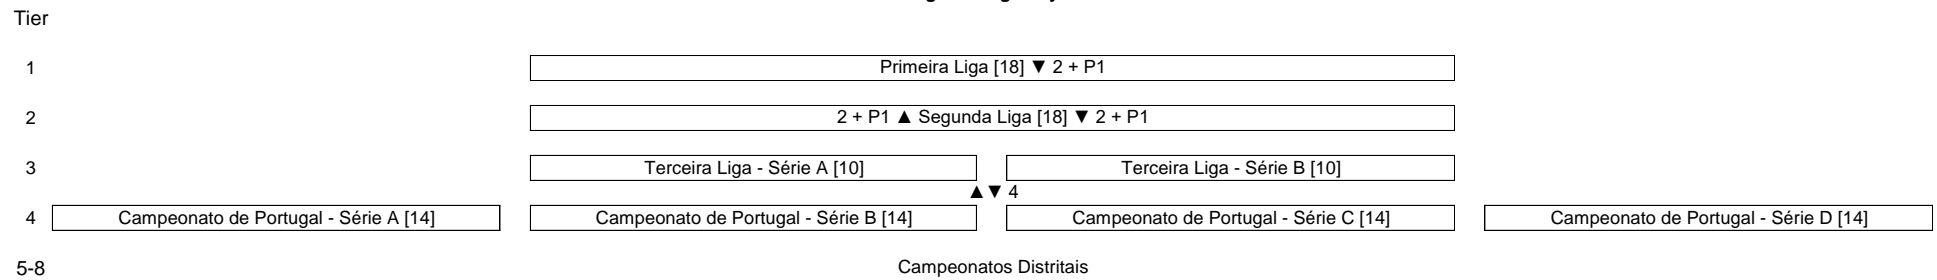 Tier
1 Primeira Liga [18] ▼ 2 + P1
2 2 + P1 ▲ Segunda Liga [18] ▼ 2 + P1
3 Terceira Liga - Série A [10] Terceira Liga - Série B [10]
▲▼ 4
4 Campeonato de Portugal - Série A [14] Campeonato de Portugal - Série B [14] Campeonato de Portugal - Série C [14] Campeonato de Portugal - Série D [14]
5-8 Campeonatos Distritais